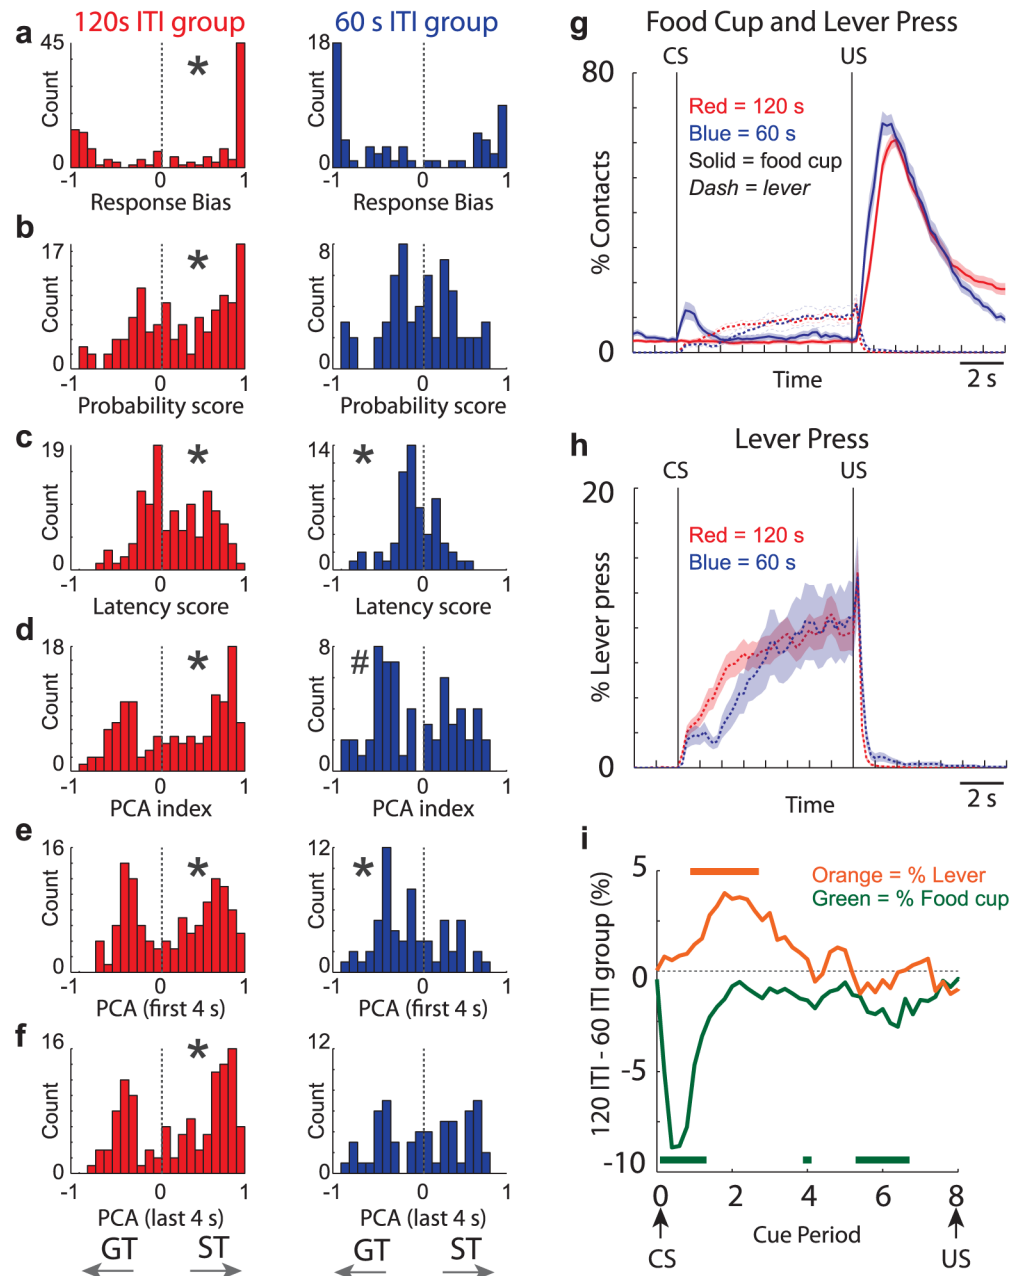 120s ITI group
60 s ITI group
a
45
Count
0
*
-1 0 1
Response Bias
18
Count
0
-1 0 1
Response Bias
b
17
Count
0
*
-1 0 1
Probability score
8
Count
0
-1 0 1
Probability score
c
19
Count
0
*
-1 0 1
Latency score
14
Count
0
*
-1 0 1
Latency score
d
18
Count
0
*
-1 0 1
PCA index
8
Count
0
#
-1 0 1
PCA index
e
16
Count
0
*
-1 0 1
PCA (first 4 s)
12
Count
0
*
-1 0 1
PCA (first 4 s)
f
16
Count
0
*
-1 0 1
PCA (last 4 s)
GT ST
12
Count
0
-1 0 1
PCA (last 4 s)
GT ST
g
Food Cup and Lever Press
CS US
80
% Contacts
0
Red = 120 s
Blue = 60 s
Solid = food cup
Dash = lever
Time
2 s
h
Lever Press
CS US
20
% Lever press
0
Red = 120 s
Blue = 60 s
Time
2 s
i
5
0
-5
-10
120 ITI - 60 ITI group (%)
Orange = % Lever
Green = % Food cup
0 2 4 6 8
Cue Period
CS US